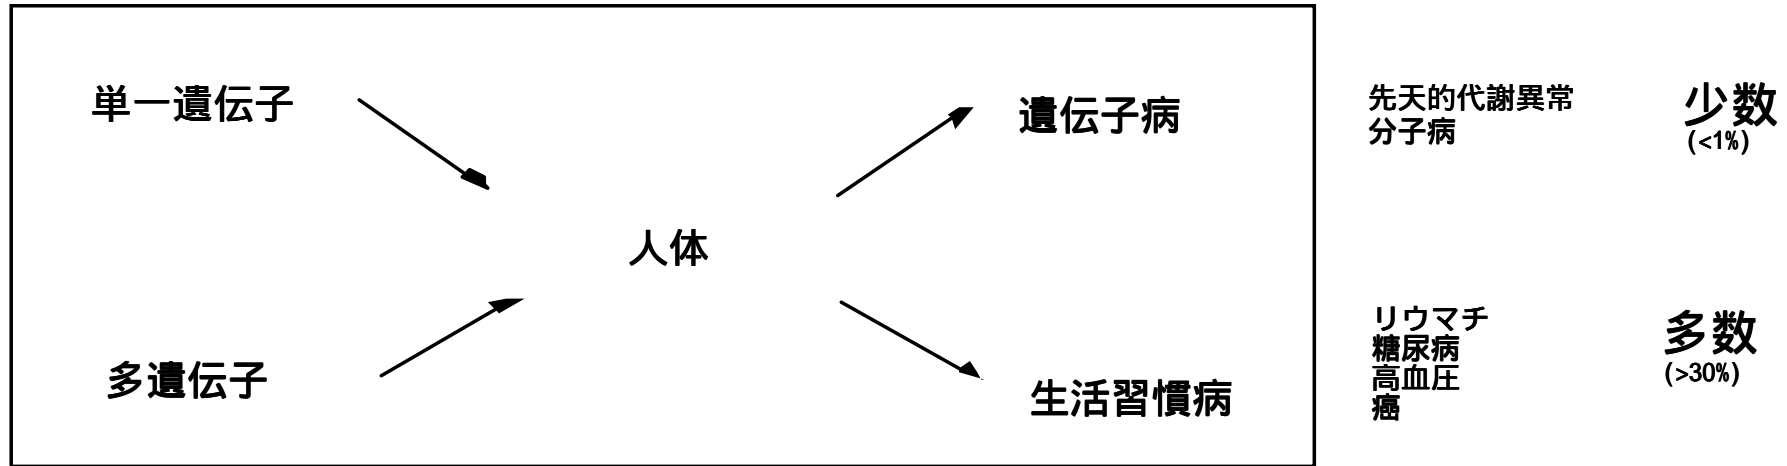 単一遺伝子
遺伝子病
先天的代謝異常
分子病
少数
(<1%)
人体
多遺伝子
生活習慣病
リウマチ
糖尿病
高血圧
癌
多数
(>30%)